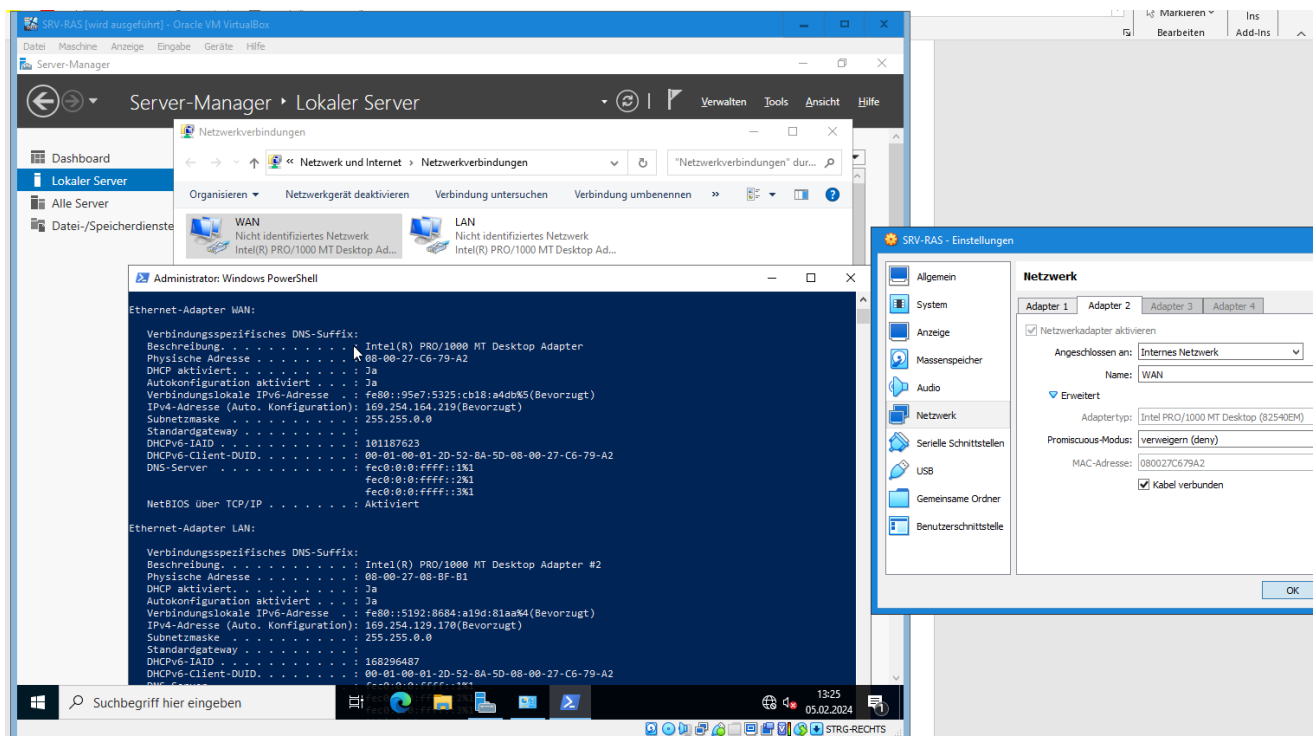 SRV-RAS [wird ausgeführt] - Oracle VM VirtualBox
Datei Maschine Anzeige Eingabe Geräte Hilfe
Server-Manager
Server-Manager ‣ Lokaler Server
Verwalten Tools Ansicht Hilfe
Dashboard
Lokaler Server
Alle Server
Datei-/Speicherdienste
Netzwerkverbindungen
« Netzwerk und Internet › Netzwerkverbindungen
"Netzwerkverbindungen" dur...
Organisieren Netzwerkgerät deaktivieren Verbindung untersuchen Verbindung umbenennen »
WAN
Nicht identifiziertes Netzwerk
Intel(R) PRO/1000 MT Desktop Ad...
LAN
Nicht identifiziertes Netzwerk
Intel(R) PRO/1000 MT Desktop Ad...
Administrator: Windows PowerShell
Ethernet-Adapter WAN:
Verbindungsspezifisches DNS-Suffix:
Beschreibung. . . . . . . . . . . : Intel(R) PRO/1000 MT Desktop Adapter
Physische Adresse . . . . . . . . : 08-00-27-C6-79-A2
DHCP aktiviert. . . . . . . . . . : Ja
Autokonfiguration aktiviert . . . : Ja
Verbindungslokale IPv6-Adresse . : fe80::95e7:5325:cb18:a4db%5(Bevorzugt)
IPv4-Adresse (Auto. Konfiguration): 169.254.164.219(Bevorzugt)
Subnetzmaske . . . . . . . . . . : 255.255.0.0
Standardgateway . . . . . . . . . :
DHCPv6-IAID . . . . . . . . . . . : 101187623
DHCPv6-Client-DUID. . . . . . . . : 00-01-00-01-2D-52-8A-5D-08-00-27-C6-79-A2
DNS-Server . . . . . . . . . . . : fec0:0:0:ffff::1%1
fec0:0:0:ffff::2%1
fec0:0:0:ffff::3%1
NetBIOS über TCP/IP . . . . . . . : Aktiviert
Ethernet-Adapter LAN:
Verbindungsspezifisches DNS-Suffix:
Beschreibung. . . . . . . . . . . : Intel(R) PRO/1000 MT Desktop Adapter #2
Physische Adresse . . . . . . . . : 08-00-27-08-BF-B1
DHCP aktiviert. . . . . . . . . . : Ja
Autokonfiguration aktiviert . . . : Ja
Verbindungslokale IPv6-Adresse . : fe80::5192:8684:a19d:81aa%4(Bevorzugt)
IPv4-Adresse (Auto. Konfiguration): 169.254.129.170(Bevorzugt)
Subnetzmaske . . . . . . . . . . : 255.255.0.0
Standardgateway . . . . . . . . . :
DHCPv6-IAID . . . . . . . . . . . : 168296487
DHCPv6-Client-DUID. . . . . . . . : 00-01-00-01-2D-52-8A-5D-08-00-27-C6-79-A2
Suchbegriff hier eingeben
13:25
05.02.2024
1
STRG-RECHTS
Markieren
Bearbeiten
Ins
Add-Ins
SRV-RAS - Einstellungen
Allgemein
System
Anzeige
Massenspeicher
Audio
Netzwerk
Serielle Schnittstellen
USB
Gemeinsame Ordner
Benutzerschnittstelle
Netzwerk
Adapter 1 Adapter 2 Adapter 3 Adapter 4
Netzwerkadapter aktivieren
Angeschlossen an: Internes Netzwerk
Name: WAN
Erweitert
Adaptertyp: Intel PRO/1000 MT Desktop (82540EM)
Promiscuous-Modus: verweigern (deny)
MAC-Adresse: 080027C679A2
Kabel verbunden
OK